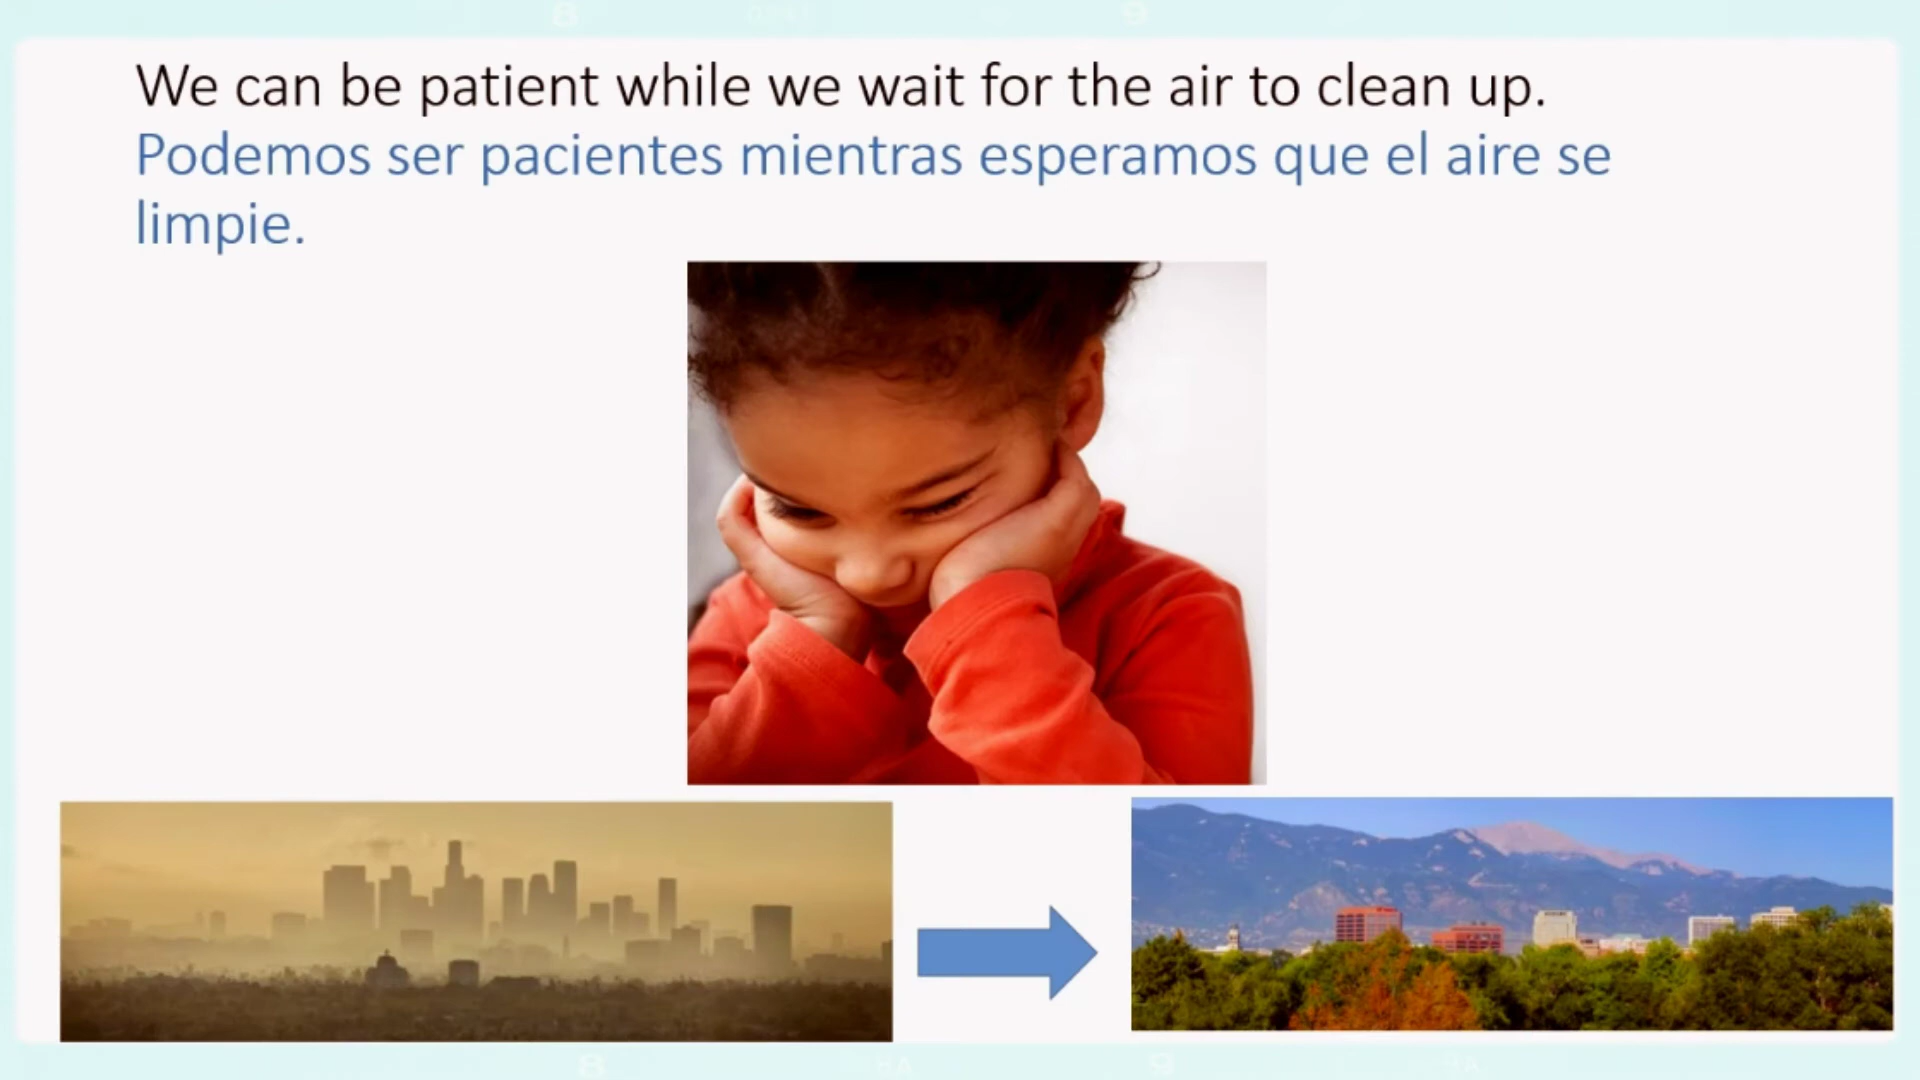 We can be patient while we wait for the air to clean up.
Podemos ser pacientes mientras esperamos que el aire se
limpie.